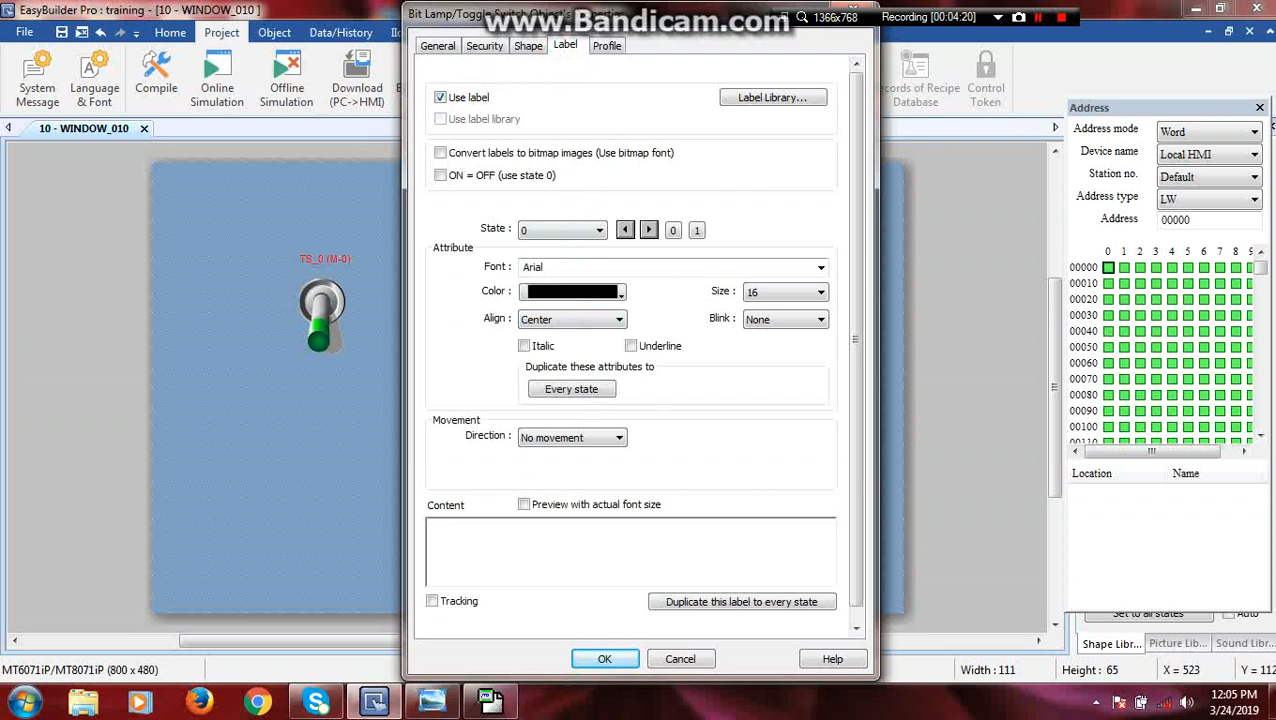 EasyBuilder Pro : training - [10 - WINDOW_010 ]
Bit Lamp/Toggle Switch Object's
www.Bandicam.com
1366x768
Recording [00:04:20]
File
Home
Project
Object
Data/History
System Message
Language & Font
Compile
Online Simulation
Offline Simulation
Download (PC->HMI)
Records of Recipe Database
Control Token
10 - WINDOW_010
TS_0 (M-0)
General
Security
Shape
Label
Profile
Use label
Label Library...
Use label library
Convert labels to bitmap images (Use bitmap font)
ON = OFF (use state 0)
State :
0
0
1
Attribute
Font :
Arial
Color :
Size :
16
Align :
Center
Blink :
None
Italic
Underline
Duplicate these attributes to
Every state
Movement
Direction :
No movement
Content
Preview with actual font size
Tracking
Duplicate this label to every state
OK
Cancel
Help
Address
Address mode
Word
Device name
Local HMI
Station no.
Default
Address type
LW
Address
00000
0 1 2 3 4 5 6 7 8 9
00000
00010
00020
00030
00040
00050
00060
00070
00080
00090
00100
00110
Location
Name
Set to all states
Auto
Shape Libr...
Picture Lib...
Sound Libr...
MT6071iP/MT8071iP (800 x 480)
Width : 111
Height : 65
X = 523
Y = 112
12:05 PM
3/24/2019